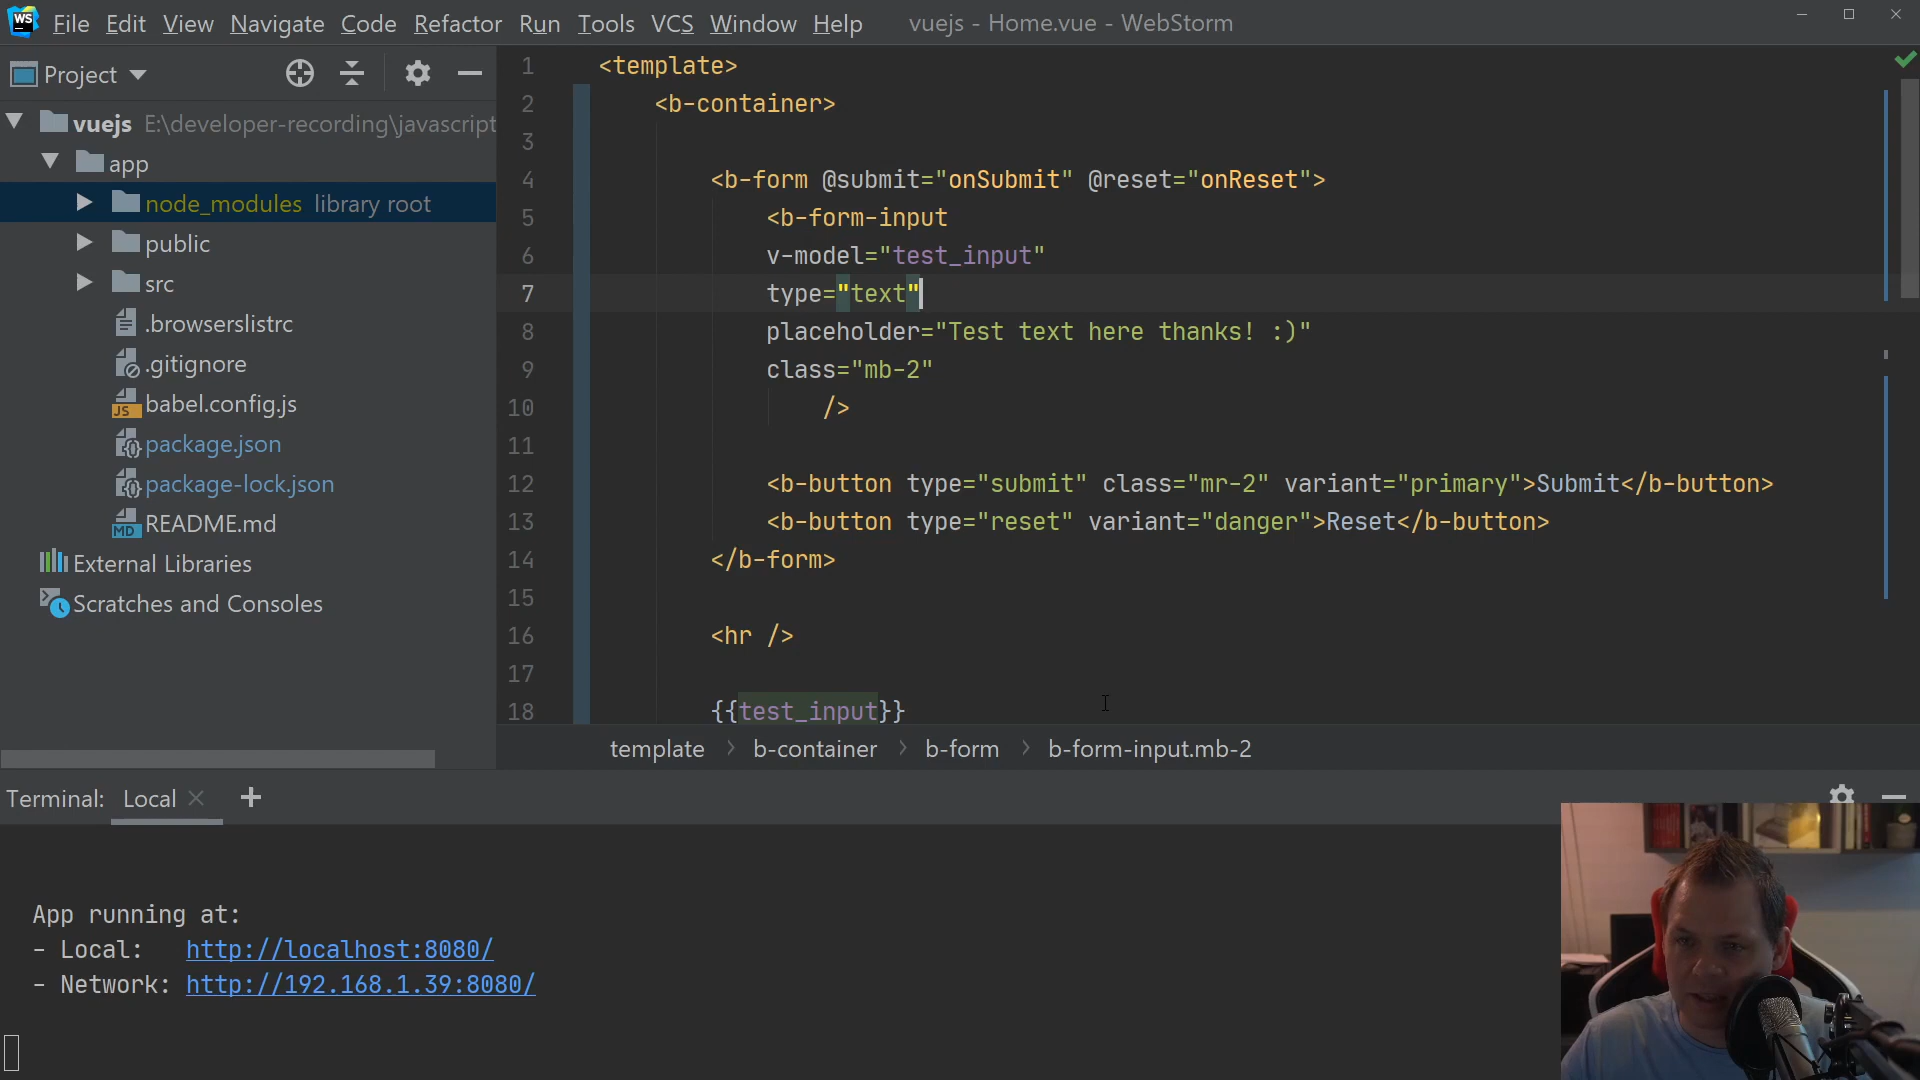 WS File Edit View Navigate Code Refactor Run Tools VCS Window Help vuejs - Home.vue - WebStorm
Project
vuejs E:\developer-recording\javascript
app
node_modules library root
public
src
.browserslistrc
.gitignore
JS babel.config.js
package.json
package-lock.json
MD README.md
External Libraries
Scratches and Consoles
1 <template>
2 <b-container>
3
4 <b-form @submit="onSubmit" @reset="onReset">
5 <b-form-input
6 v-model="test_input"
7 type="text"
8 placeholder="Test text here thanks! :)"
9 class="mb-2"
10 />
11
12 <b-button type="submit" class="mr-2" variant="primary">Submit</b-button>
13 <b-button type="reset" variant="danger">Reset</b-button>
14 </b-form>
15
16 <hr />
17
18 {{test_input}}
template > b-container > b-form > b-form-input.mb-2
Terminal: Local × +
App running at:
- Local: http://localhost:8080/
- Network: http://192.168.1.39:8080/